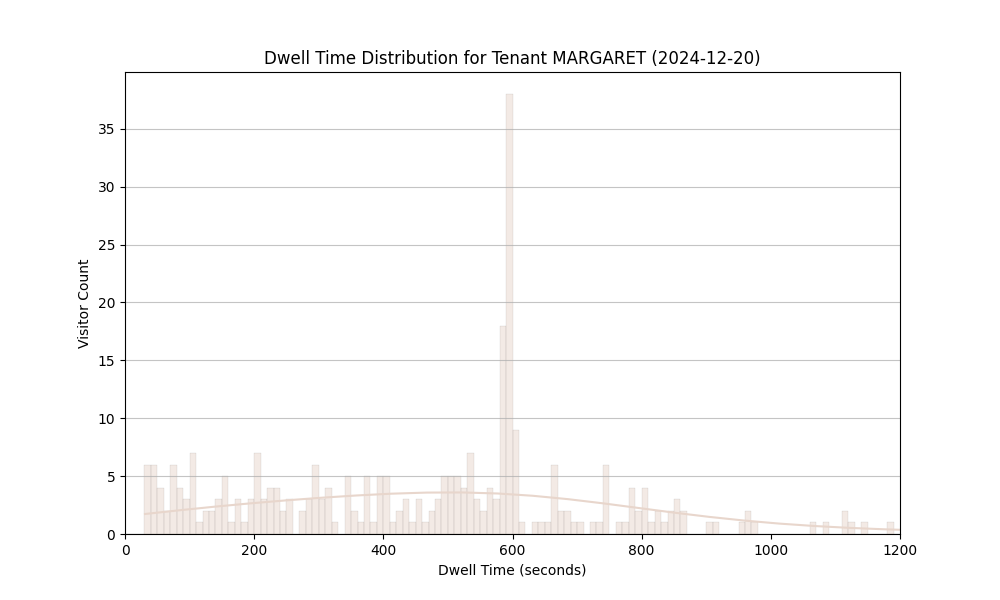 Dwell Time Distribution for Tenant MARGARET (2024-12-20)
35
30
25
20
15
10
5
0
Visitor Count
0 200 400 600 800 1000 1200
Dwell Time (seconds)